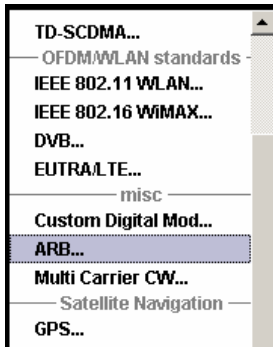 TD-SCDMA...
OFDM/WLAN standards
IEEE 802.11 WLAN...
IEEE 802.16 WiMAX...
DVB...
EUTRA/LTE...
misc
Custom Digital Mod...
ARB...
Multi Carrier CW...
Satellite Navigation
GPS...